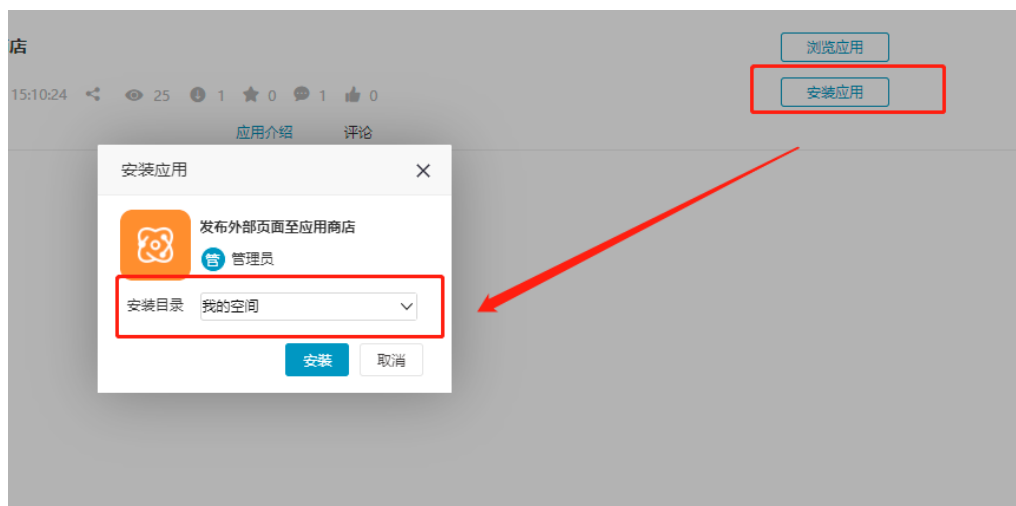 店
浏览应用
15:10:24 25 1 0 1 0
安装应用
应用介绍 评论
安装应用
发布外部页面至应用商店
管 管理员
安装目录 我的空间
安装 取消